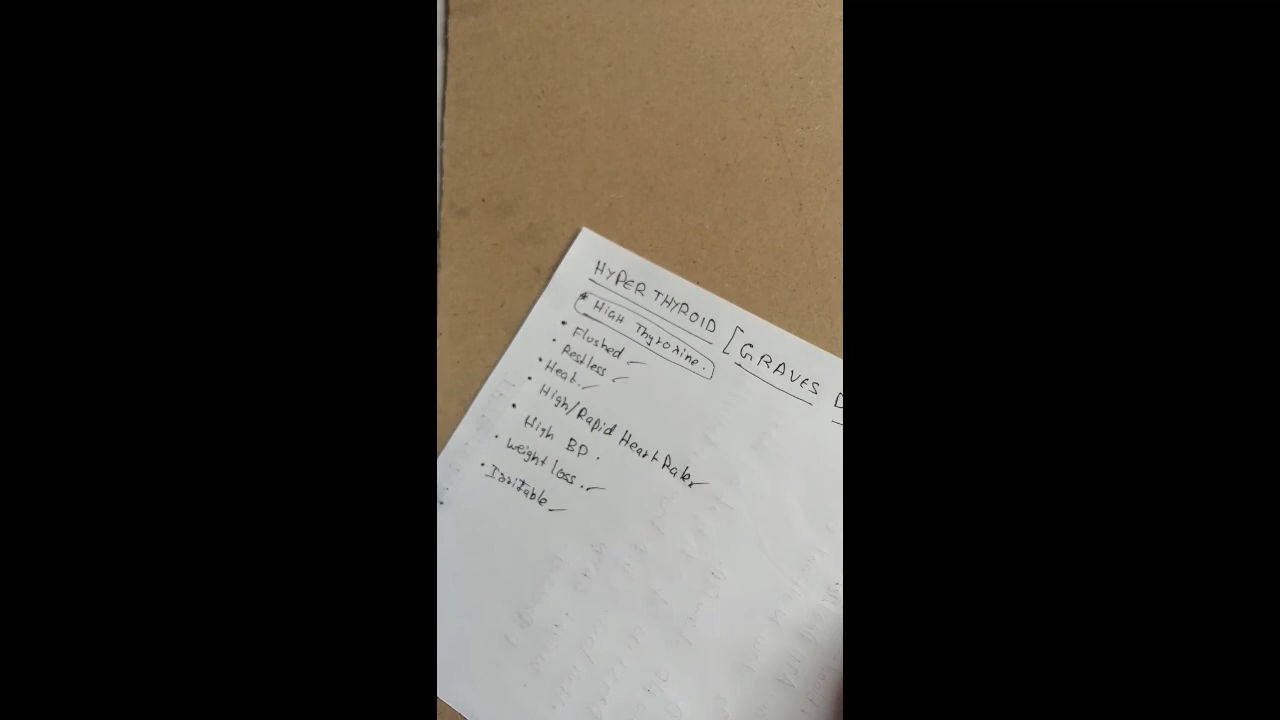 HYPER THYROID [GRAVES D
* HIGH Thyroxine.
• Flushed ✓
• Restless ✓
• Heat. ✓
• High/Rapid Heart Rate ✓
• High BP.
• Weight loss. ✓
• Irritable ✓